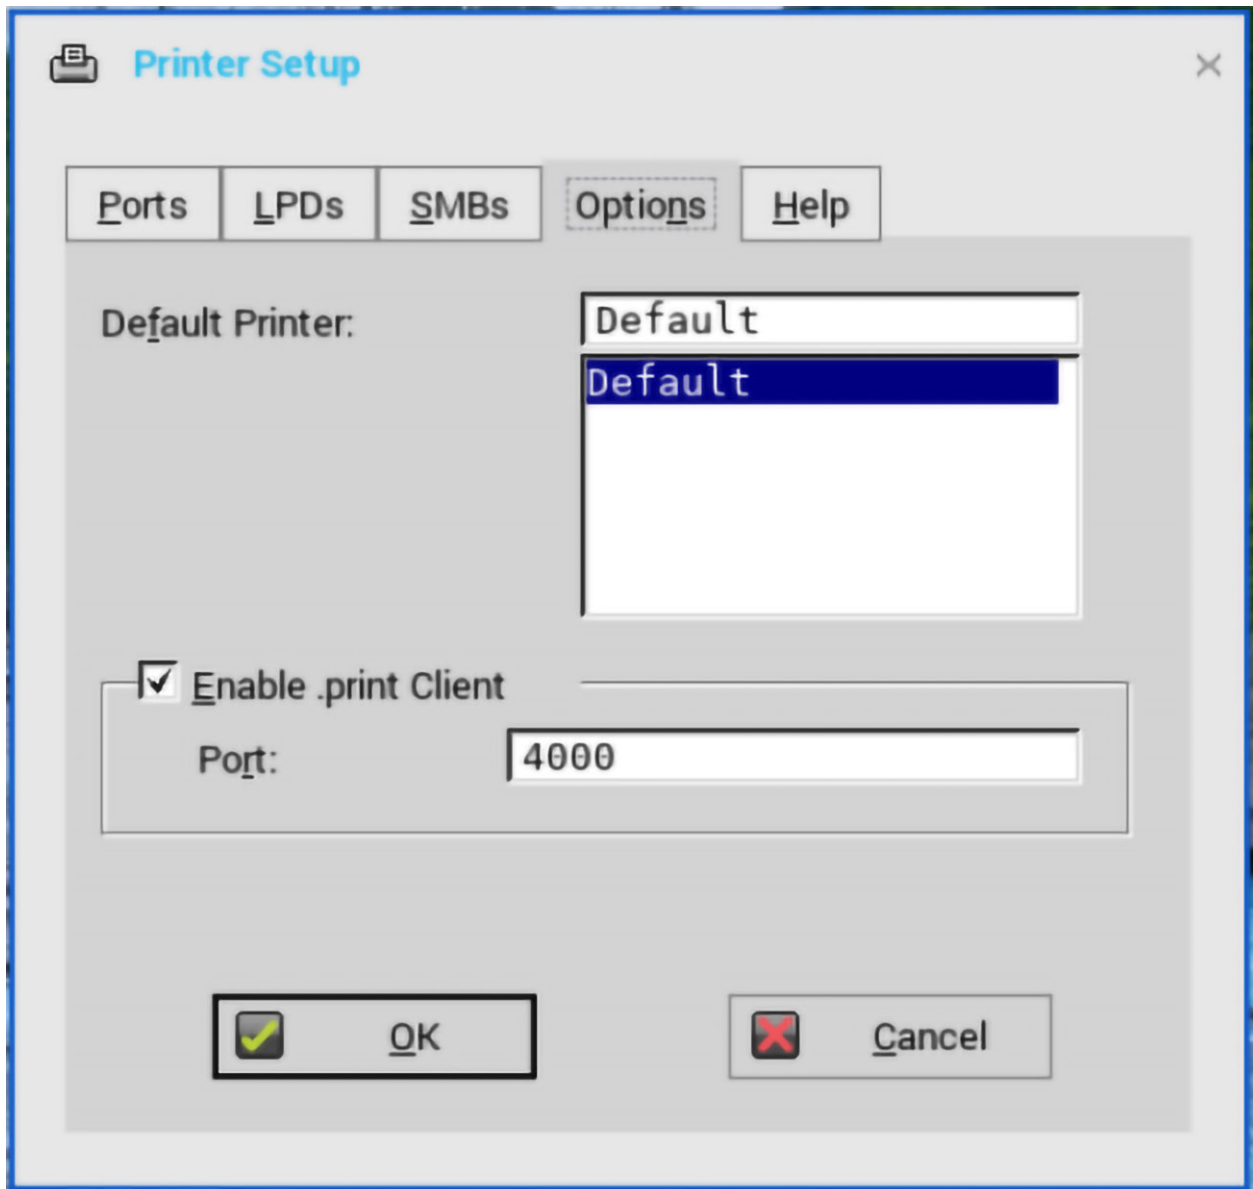 Printer Setup
Ports LPDs SMBs Options Help
Default Printer: Default
Default
Enable .print Client
Port: 4000
OK Cancel